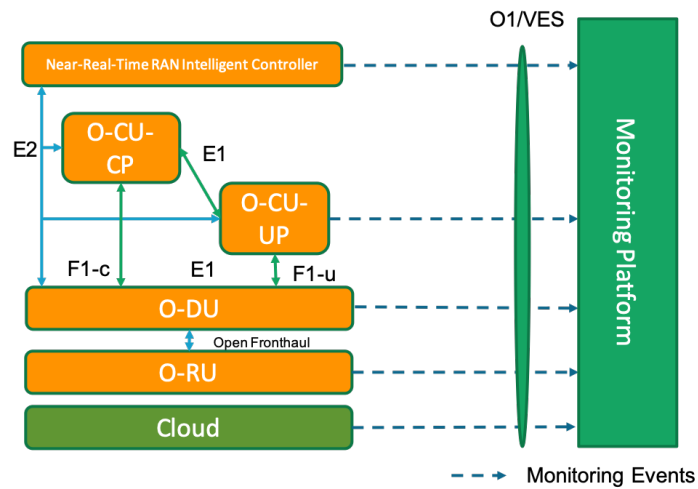 O1/VES
Near-Real-Time RAN Intelligent Controller
O-CU-
CP
E2
E1
O-CU-
UP
Monitoring Platform
F1-c
E1
F1-u
O-DU
Open Fronthaul
O-RU
Cloud
Monitoring Events